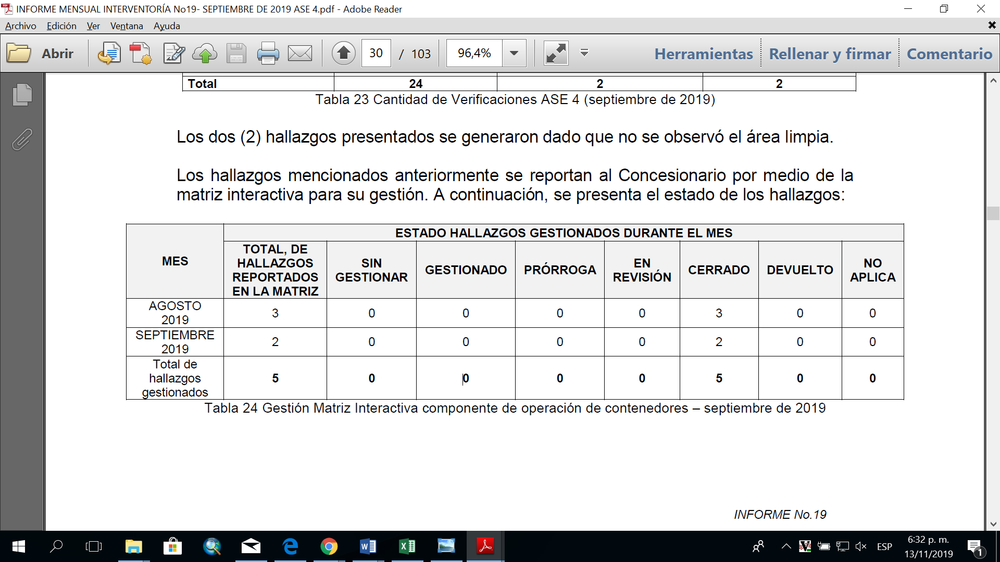 INFORME MENSUAL INTERVENTORÍA No19- SEPTIEMBRE DE 2019 ASE 4.pdf - Adobe Reader
Archivo Edición Ver Ventana Ayuda
Abrir 30 / 103 96,4% Herramientas Rellenar y firmar Comentario
Total 24 2 2
Tabla 23 Cantidad de Verificaciones ASE 4 (septiembre de 2019)
Los dos (2) hallazgos presentados se generaron dado que no se observó el área limpia.
Los hallazgos mencionados anteriormente se reportan al Concesionario por medio de la
matriz interactiva para su gestión. A continuación, se presenta el estado de los hallazgos:
MES
ESTADO HALLAZGOS GESTIONADOS DURANTE EL MES
TOTAL, DE
HALLAZGOS
REPORTADOS
EN LA MATRIZ
SIN
GESTIONAR
GESTIONADO
PRÓRROGA
EN
REVISIÓN
CERRADO
DEVUELTO
NO
APLICA
AGOSTO
2019
3 0 0 0 0 3 0 0
SEPTIEMBRE
2019
2 0 0 0 0 2 0 0
Total de
hallazgos
gestionados
5 0 0 0 0 5 0 0
Tabla 24 Gestión Matriz Interactiva componente de operación de contenedores – septiembre de 2019
INFORME No.19
ESP
6:32 p. m.
13/11/2019
1